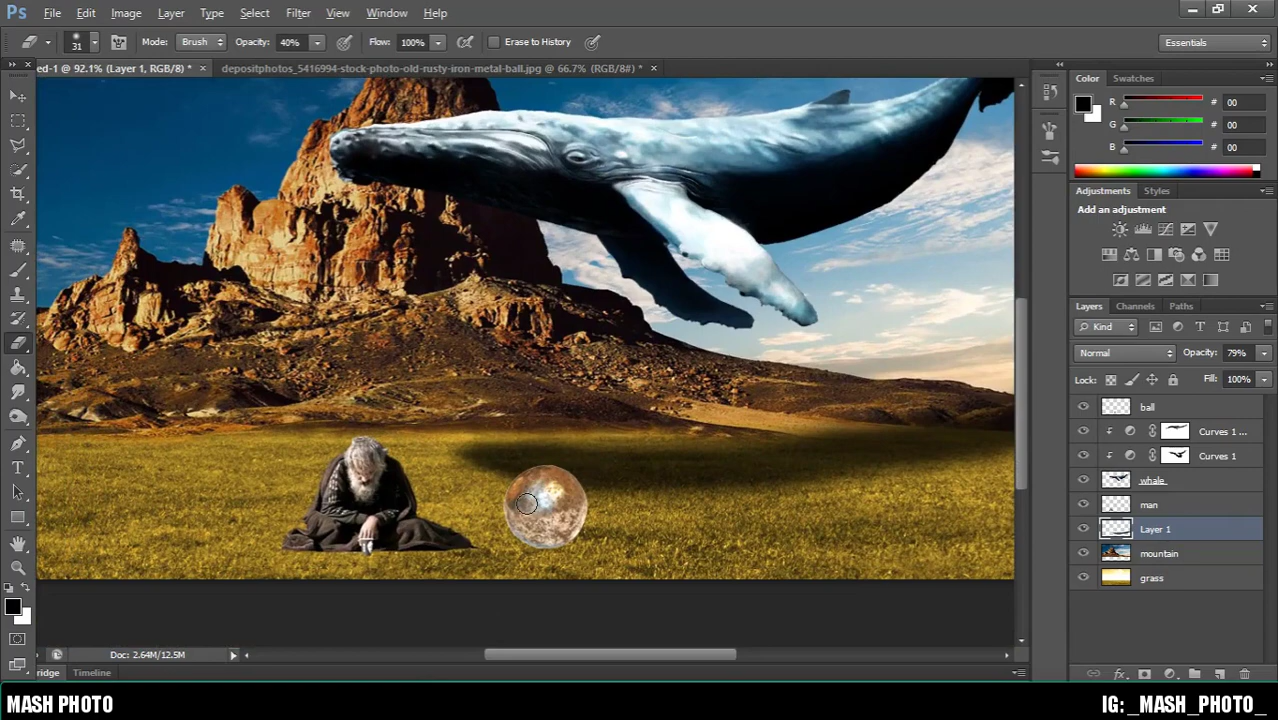 Ps File Edit Image Layer Type Select Filter View Window Help
31 Mode: Brush Opacity: 40% Flow: 100% Erase to History Essentials
ed-1 @ 92.1% (Layer 1, RGB/8) * × depositphotos_5416994-stock-photo-old-rusty-iron-metal-ball.jpg @ 66.7% (RGB/8#) * ×
Color Swatches
R # 00
G # 00
B # 00
Adjustments Styles
Add an adjustment
Layers Channels Paths
Kind
Normal Opacity: 79%
Lock: Fill: 100%
ball
Curves 1 ...
Curves 1
whale
man
Layer 1
mountain
grass
Doc: 2.64M/12.5M
ridge Timeline
MASH PHOTO IG: _MASH_PHOTO_